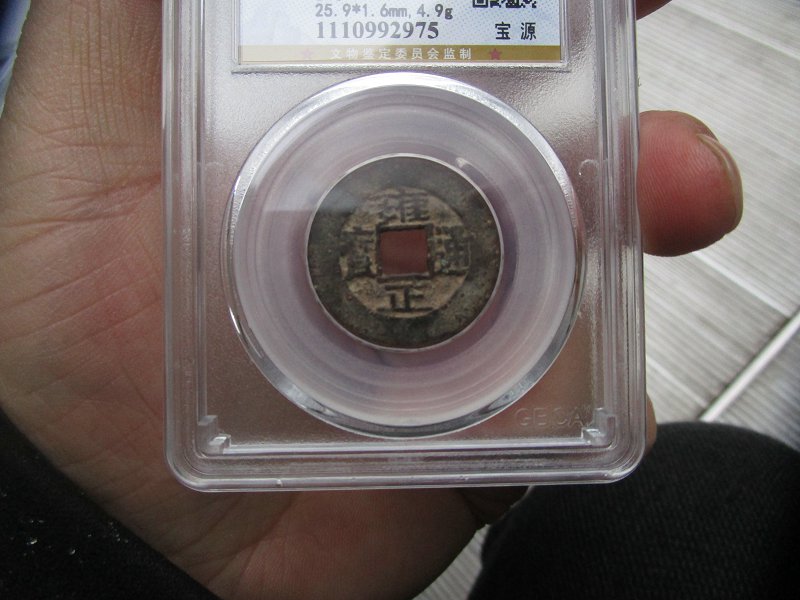 25.9*1.6mm, 4.9g
1110992975
宝源
★ 文物鉴定委员会监制 ★
雍
正
通
寳
GBCA